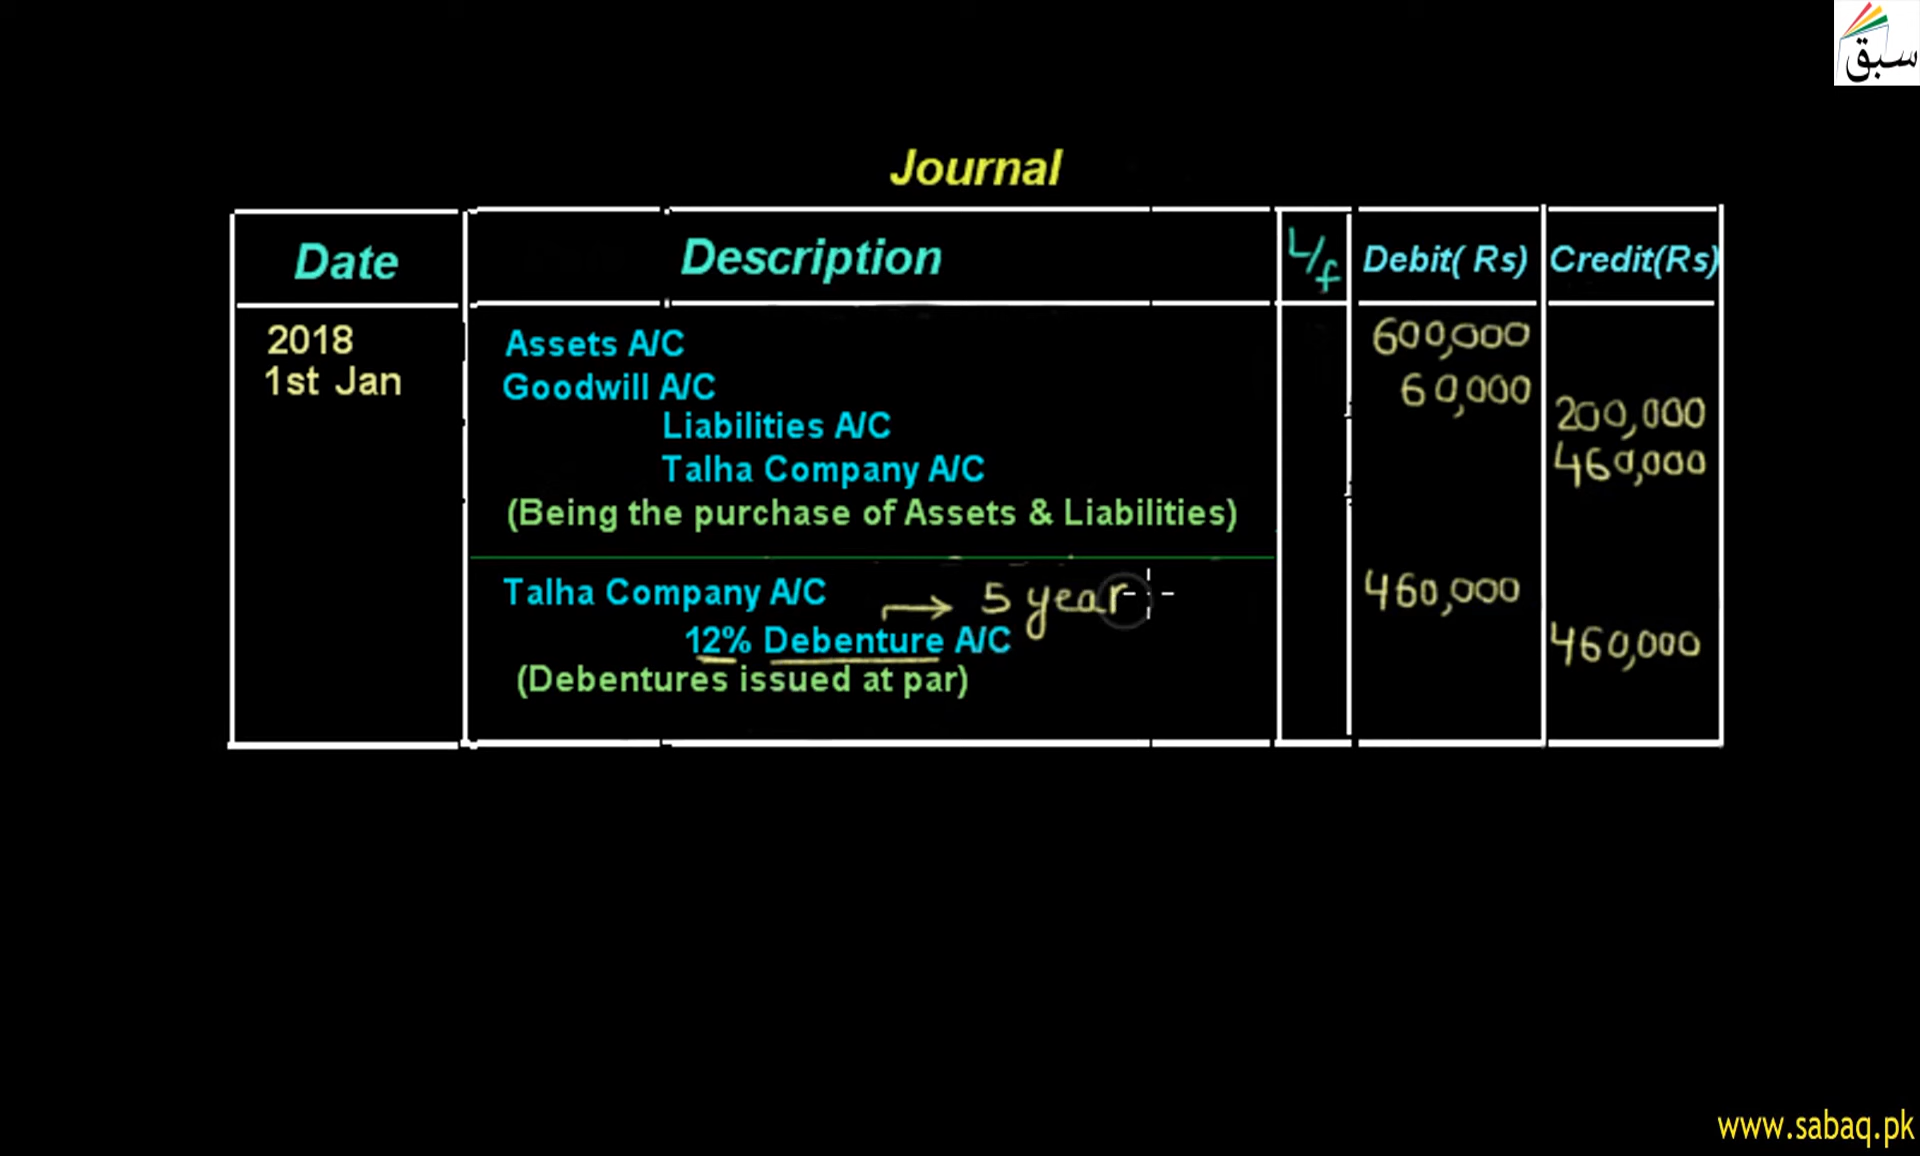 سبق
Journal
Date Description L/f Debit( Rs) Credit(Rs)
2018 Assets A/C 600,000
1st Jan Goodwill A/C 60,000
Liabilities A/C 200,000
Talha Company A/C 460,000
(Being the purchase of Assets & Liabilities)
Talha Company A/C → 5 year 460,000
12% Debenture A/C 460,000
(Debentures issued at par)
www.sabaq.pk